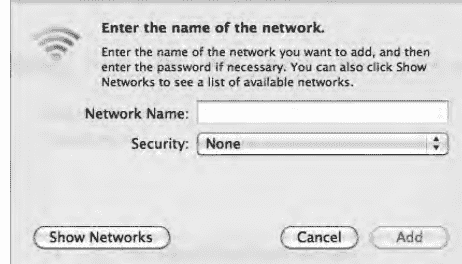 Enter the name of the network.
Enter the name of the network you want to add, and then
enter the password if necessary. You can also click Show
Networks to see a list of available networks.
Network Name:
Security: None
Show Networks Cancel Add